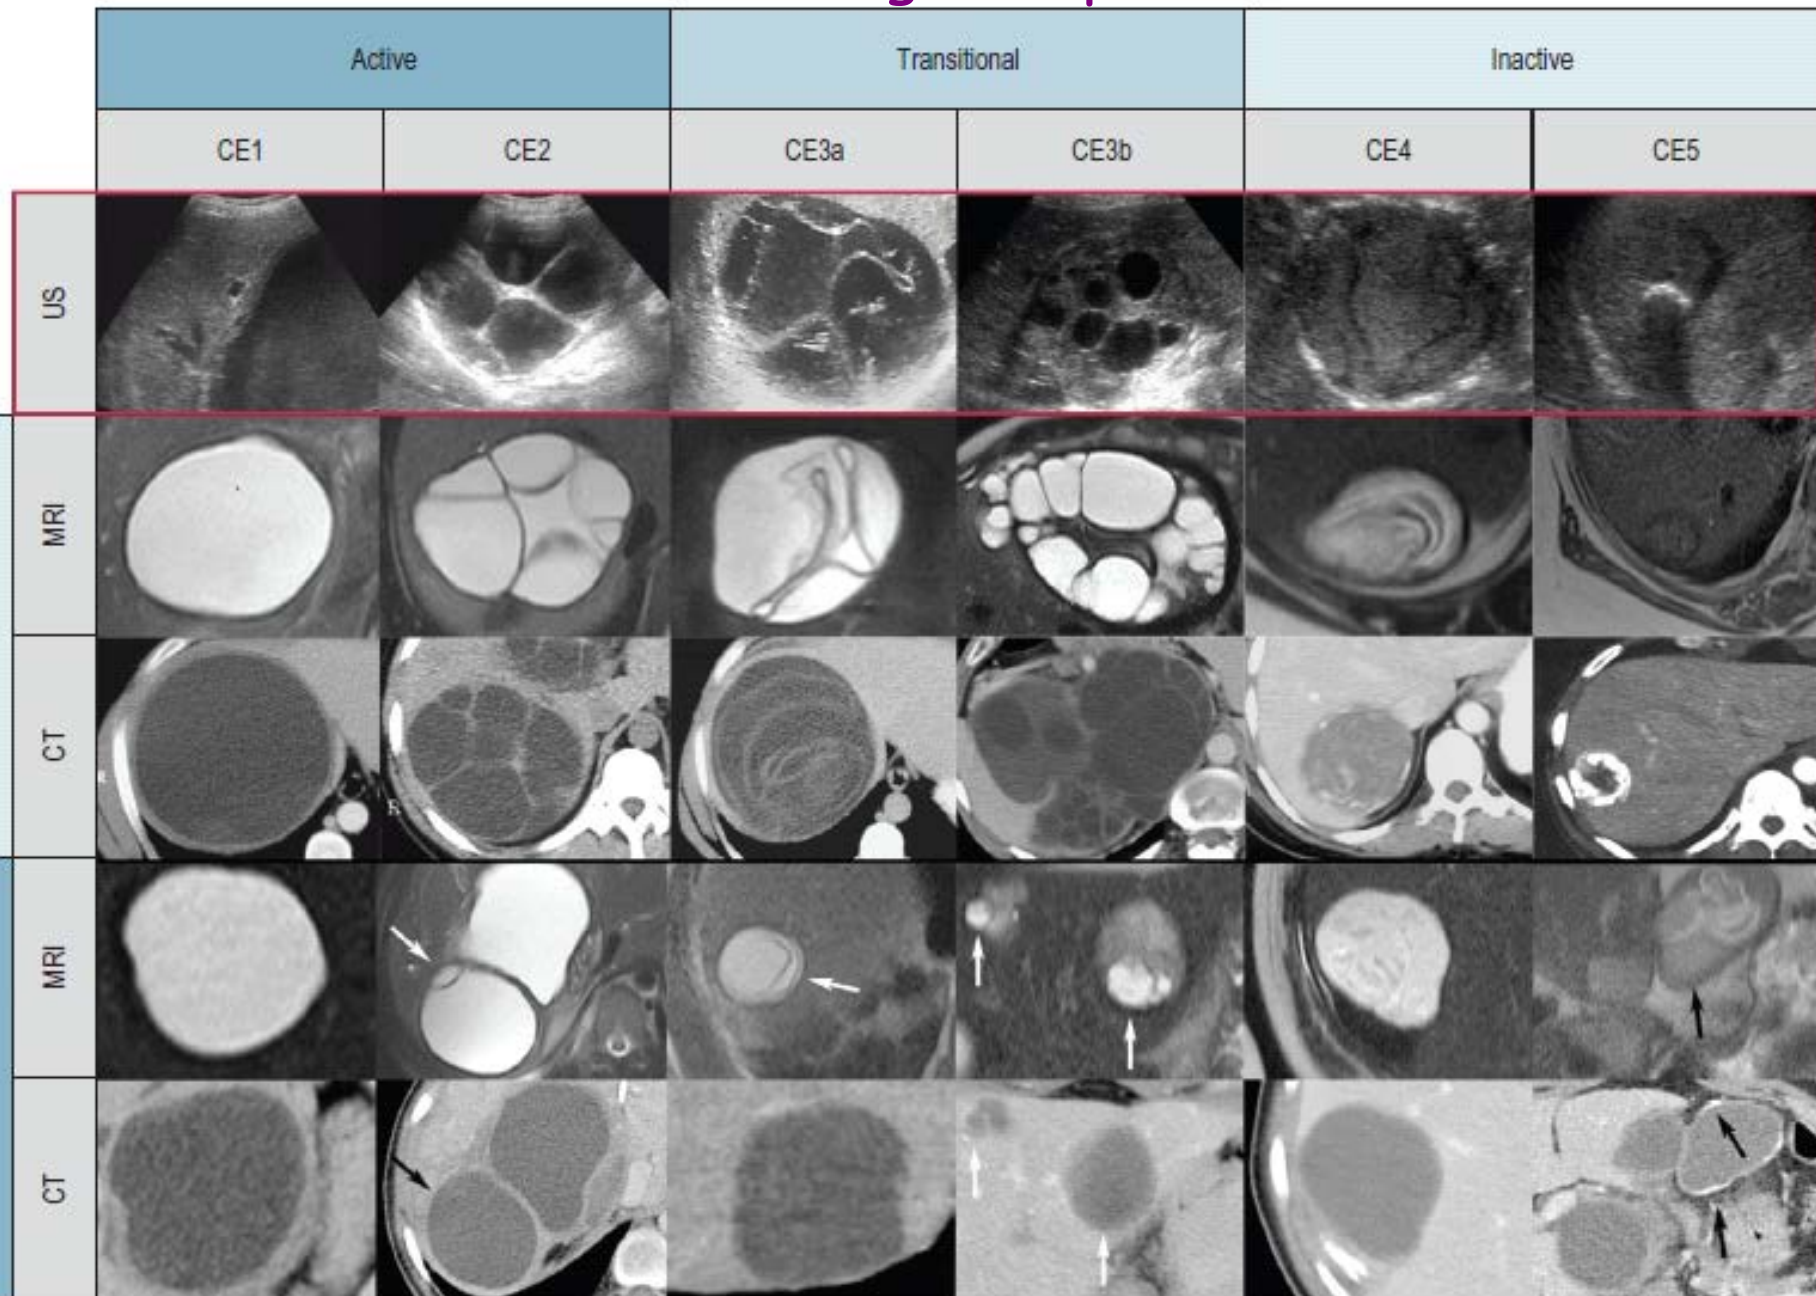 Active Transitional Inactive
CE1 CE2 CE3a CE3b CE4 CE5
US
MRI
CT
R
MRI
CT